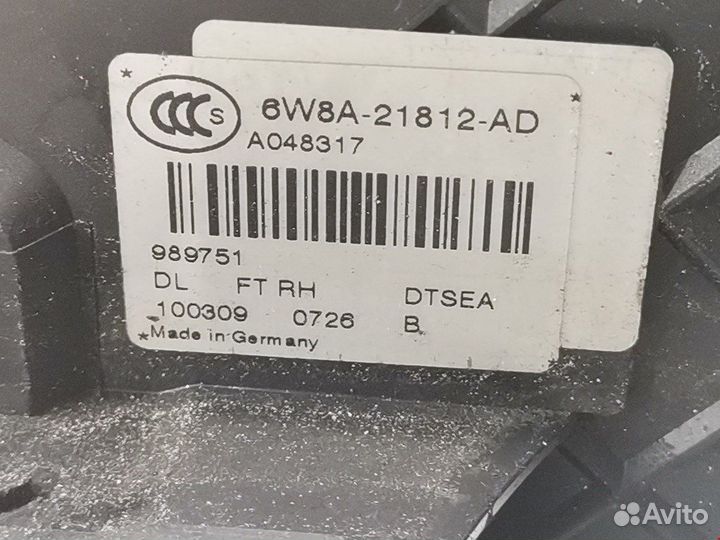 CCC S
6W8A-21812-AD
A048317
989751
DL FT RH DTSEA
100309 0726 B
*Made in Germany
Avito